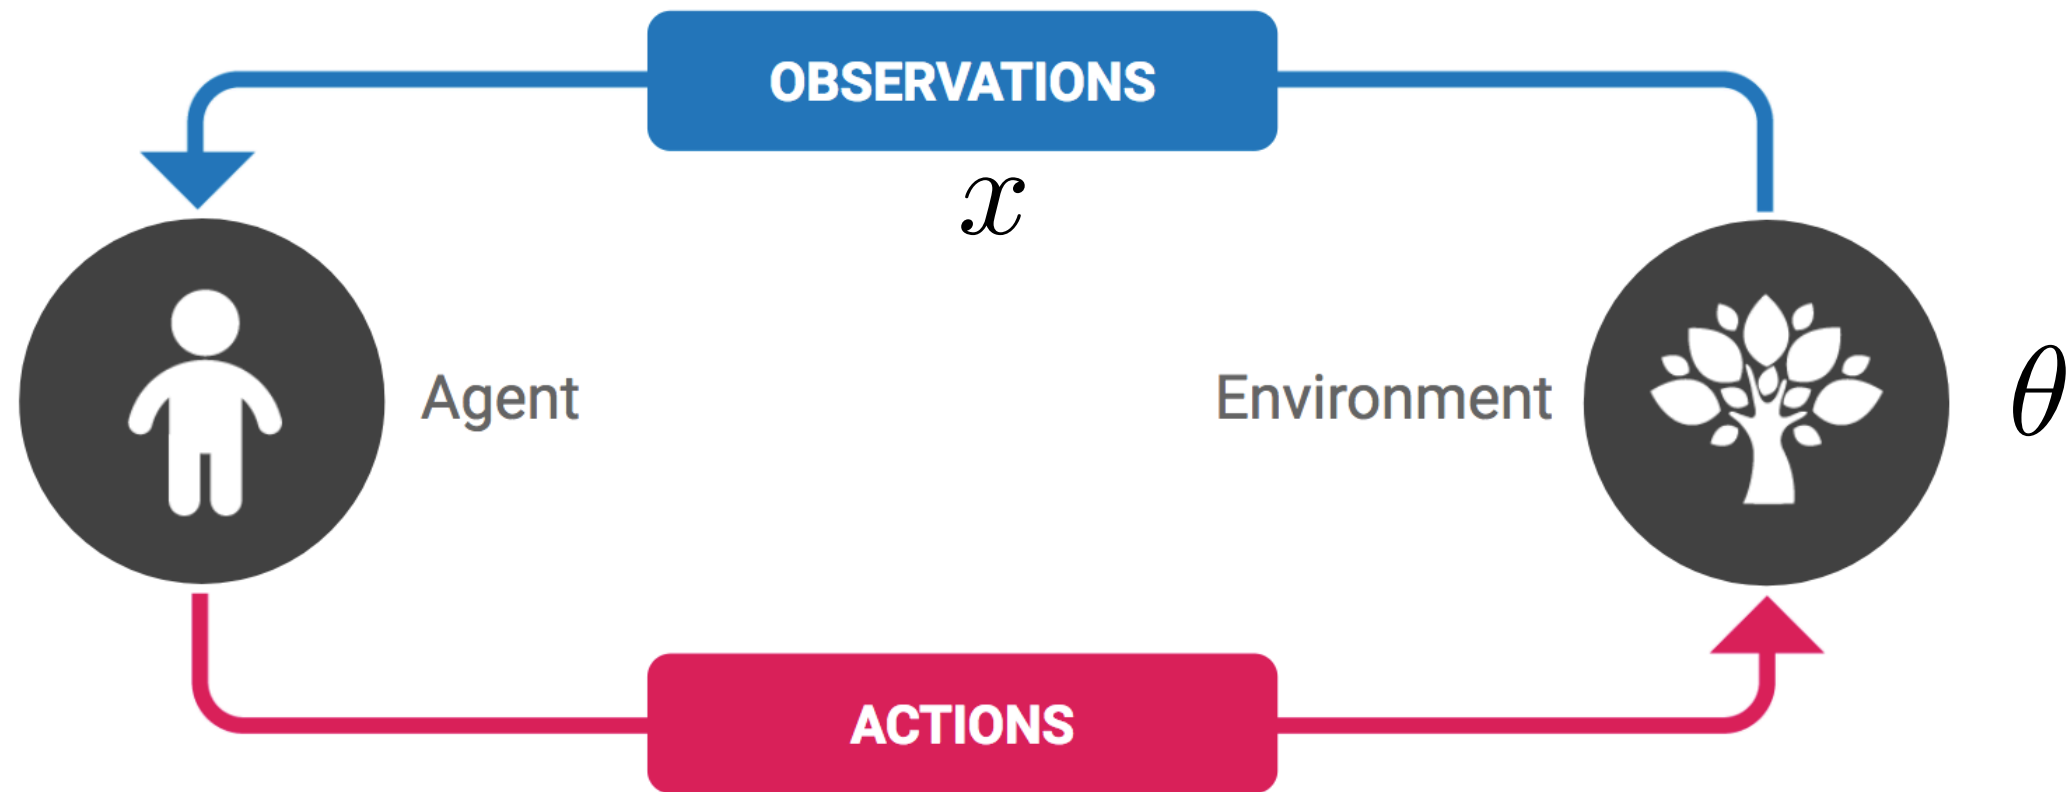 OBSERVATIONS
x
Agent
Environment
θ
ACTIONS